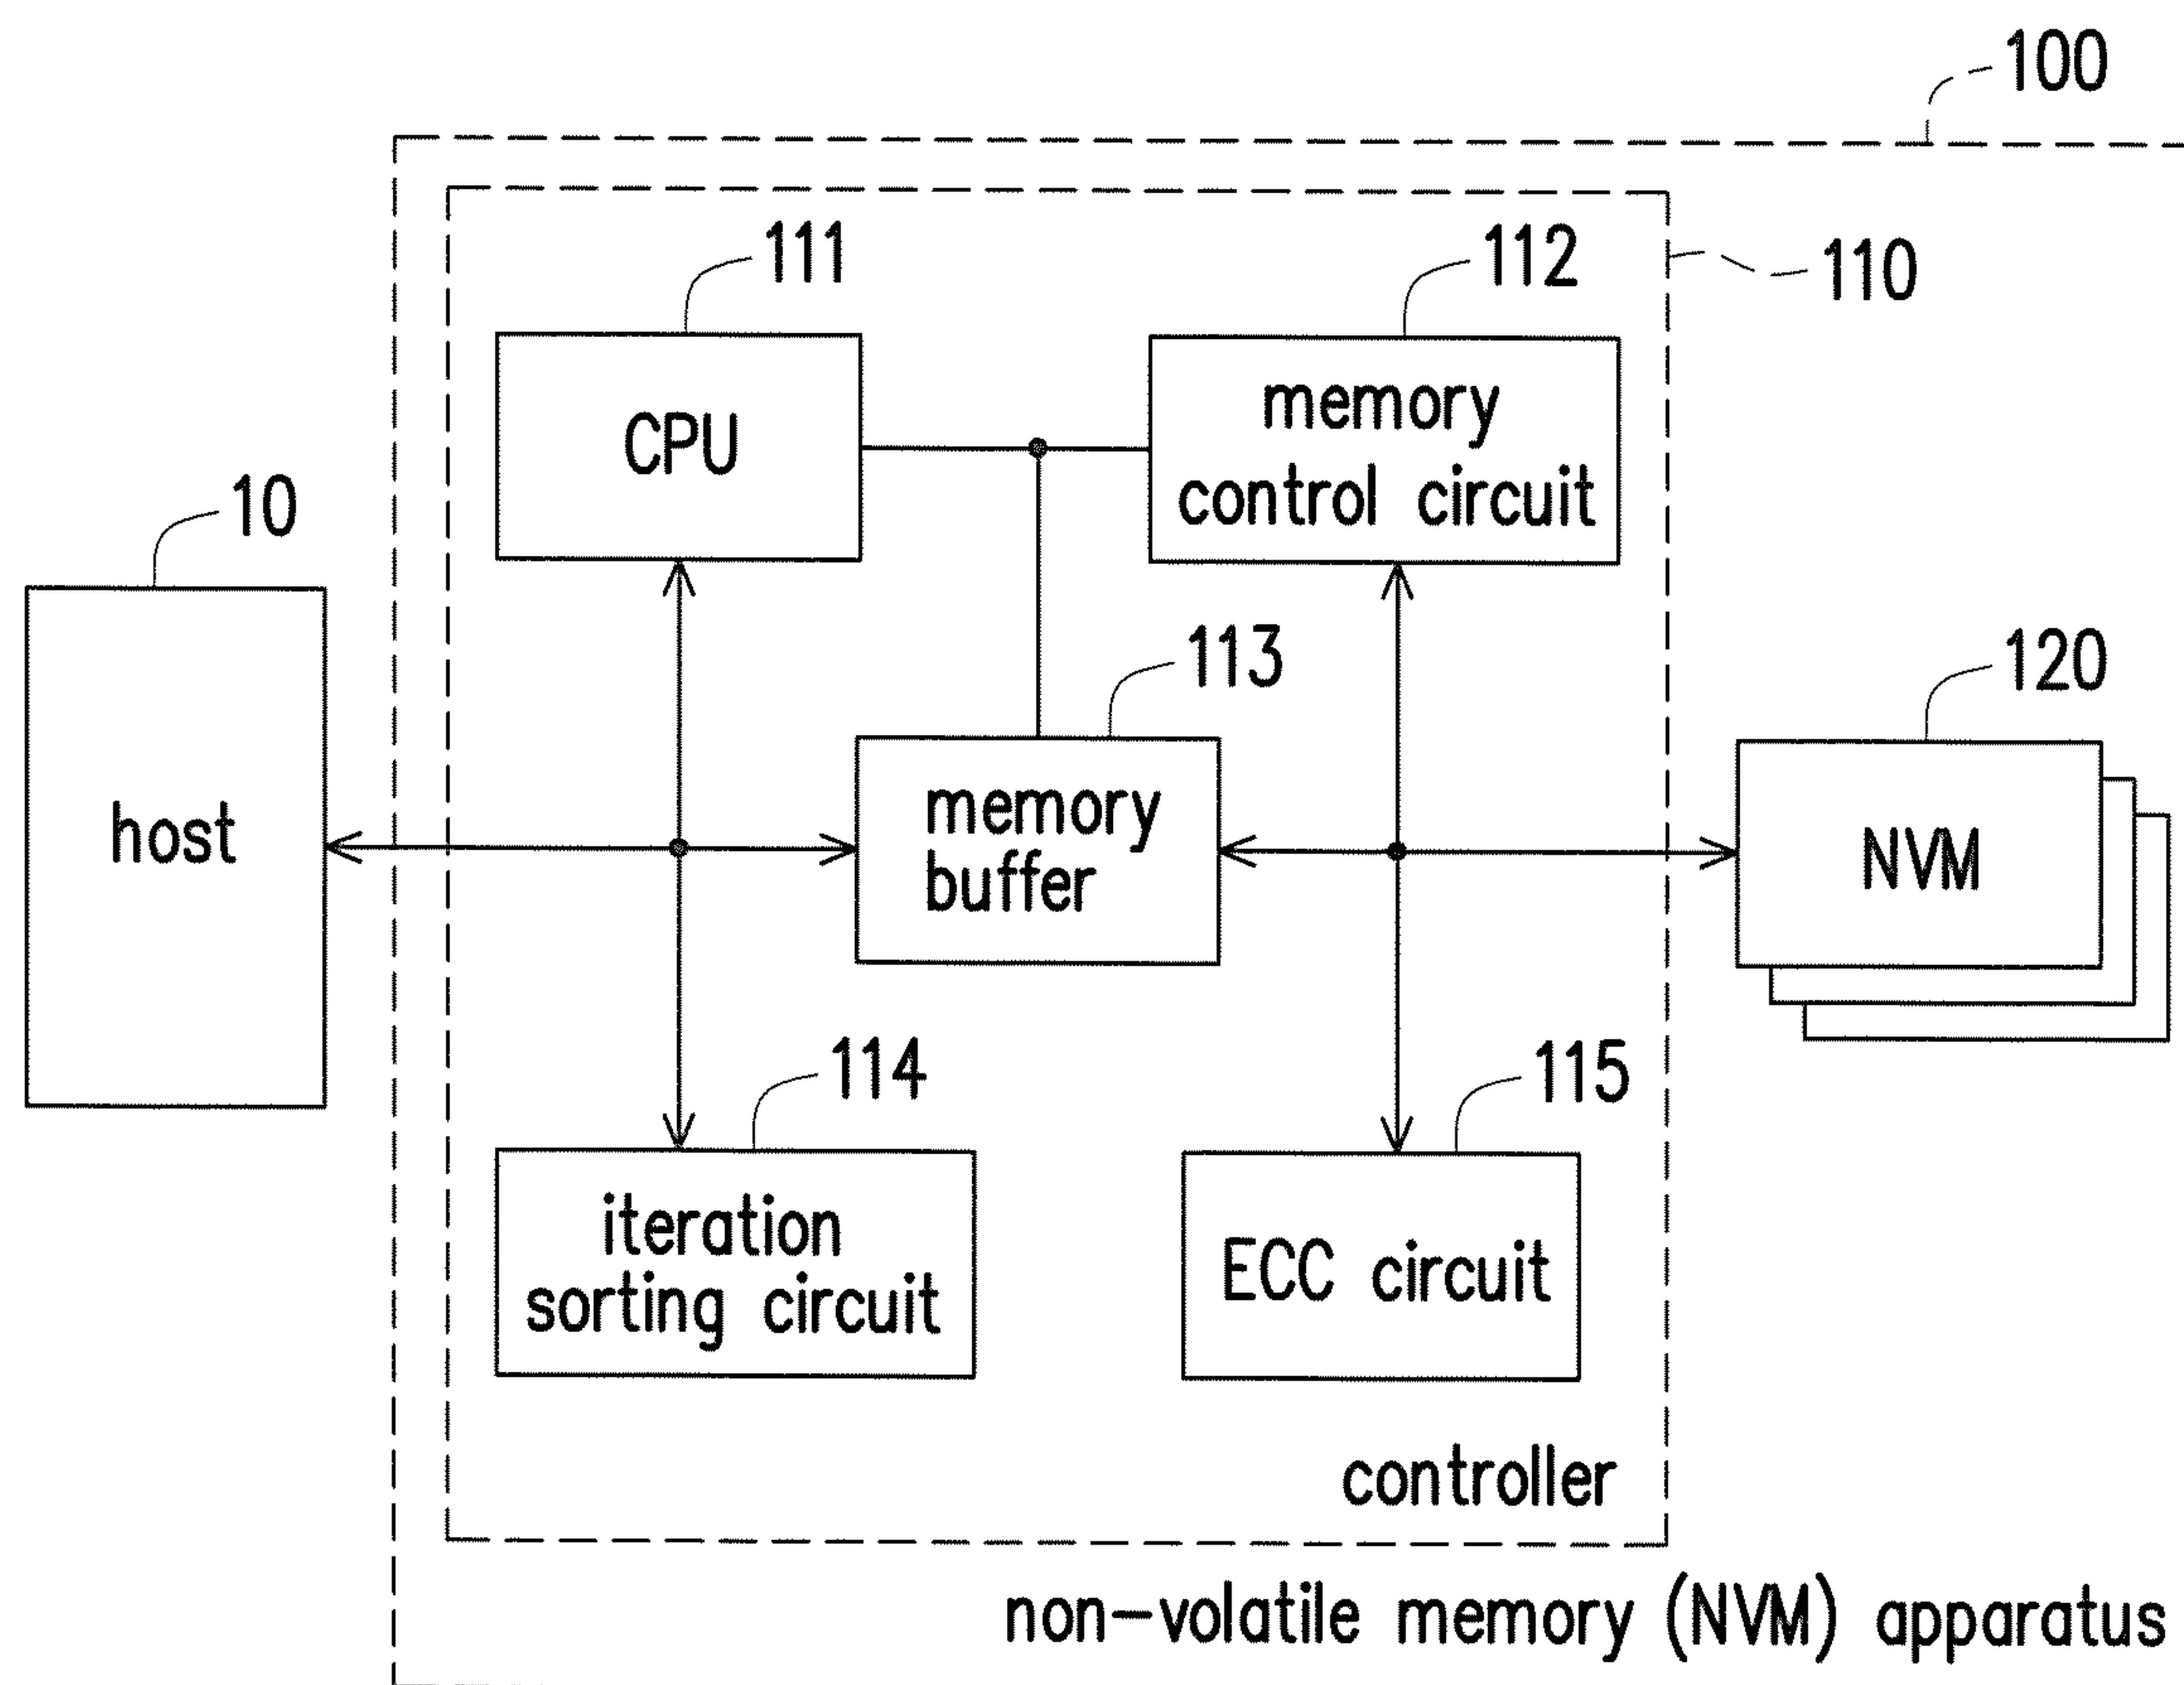 100
111
112
110
CPU
memory
control circuit
10
113
120
host
memory
buffer
NVM
114
115
iteration
sorting circuit
ECC circuit
controller
non-volatile memory (NVM) apparatus